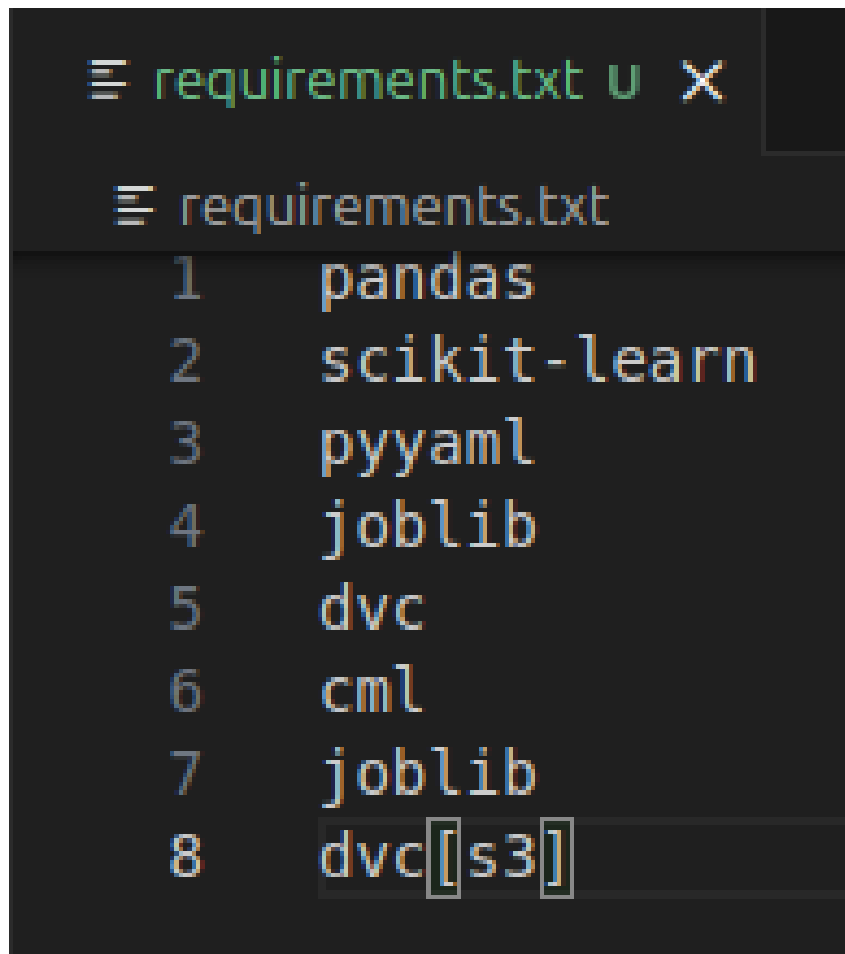 requirements.txt U
requirements.txt
1 pandas
2 scikit-learn
3 pyyaml
4 joblib
5 dvc
6 cml
7 joblib
8 dvc[s3]